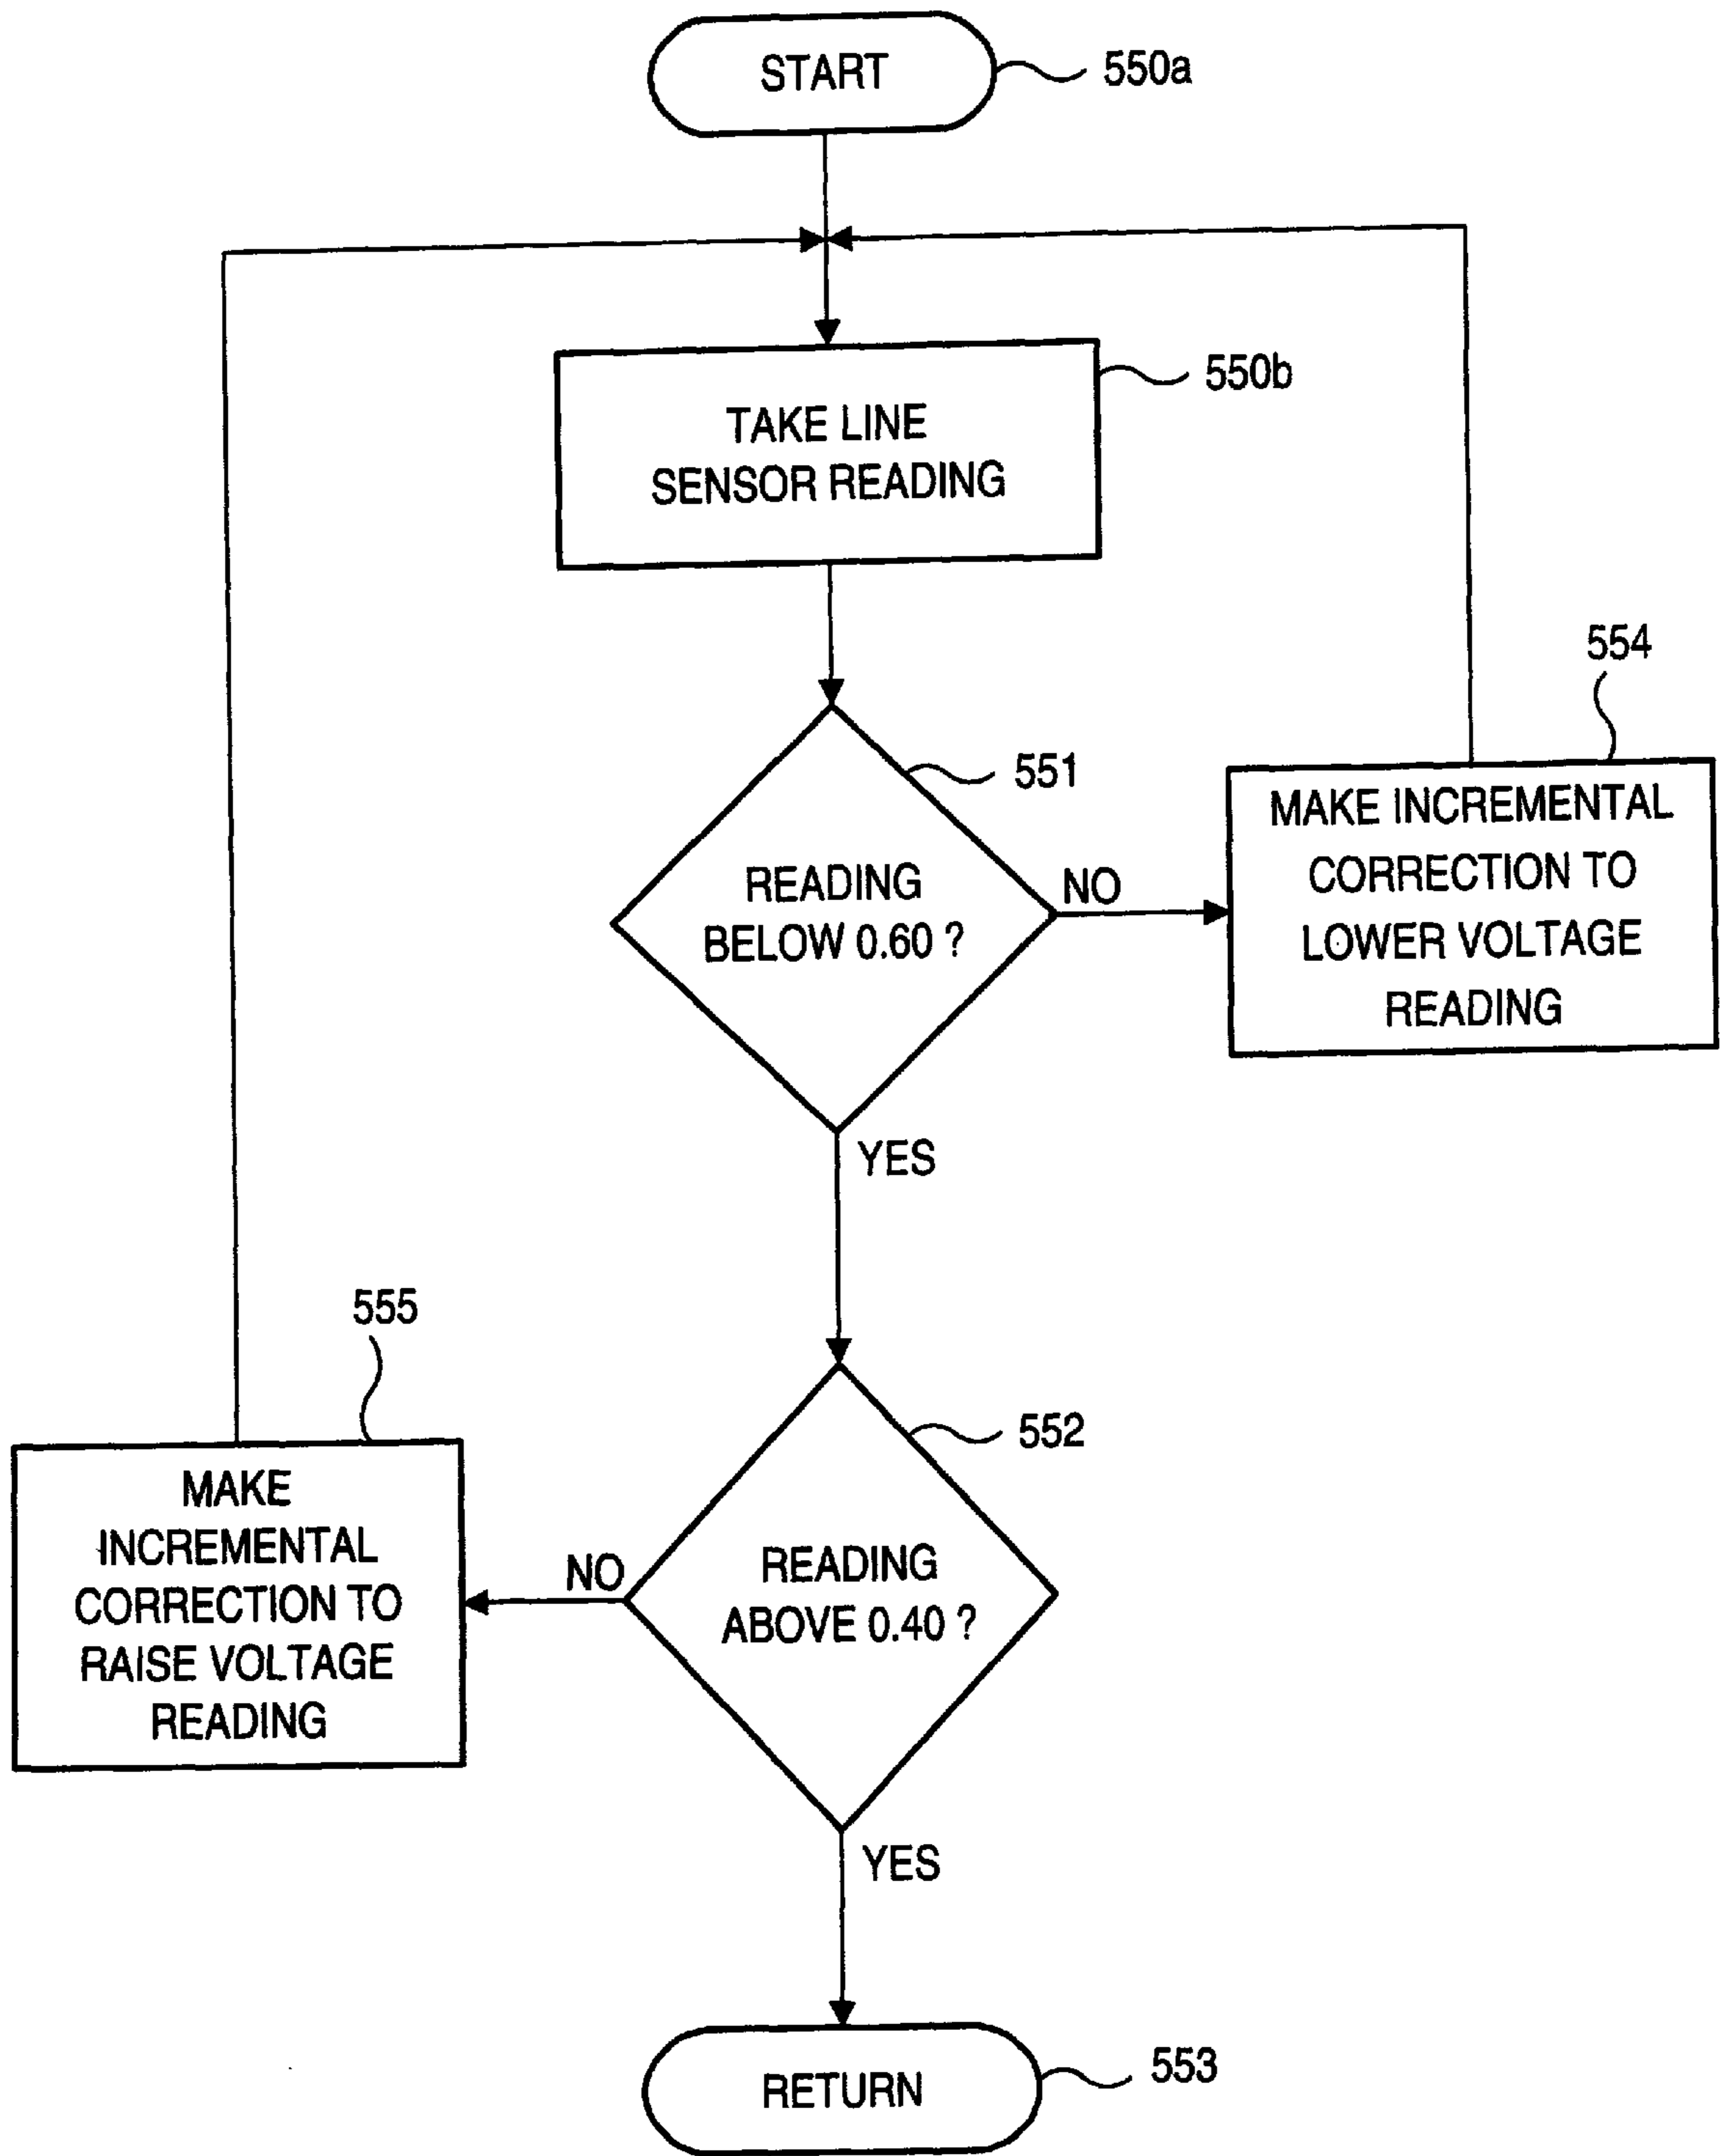 START
550a
TAKE LINE
SENSOR READING
550b
READING
BELOW 0.60 ?
551
NO
MAKE INCREMENTAL
CORRECTION TO
LOWER VOLTAGE
READING
554
YES
READING
ABOVE 0.40 ?
552
NO
MAKE
INCREMENTAL
CORRECTION TO
RAISE VOLTAGE
READING
555
YES
RETURN
553